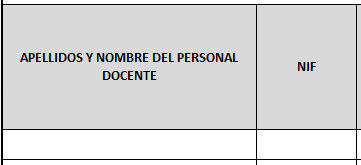 APELLIDOS Y NOMBRE DEL PERSONAL
DOCENTE
NIF